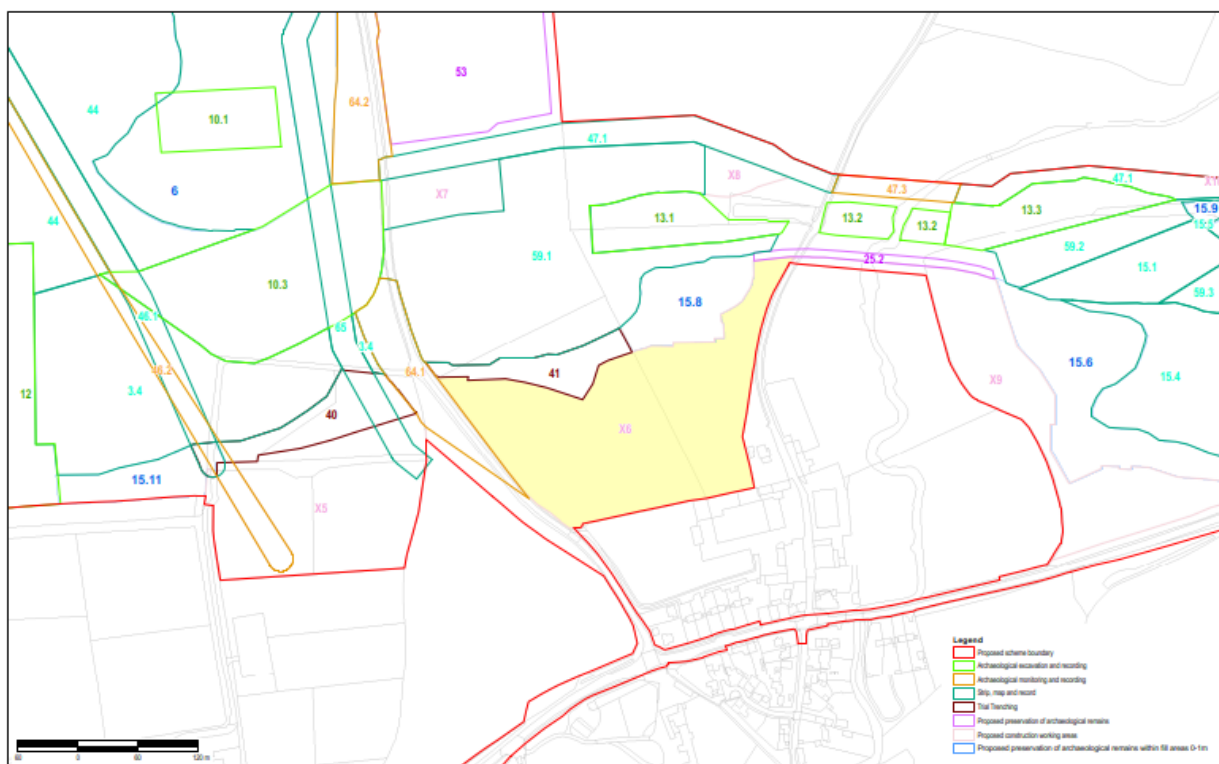 53
64.2
44
10.1
47.1
X8
47.1
X7
47.3
6
44
13.1
13.2
13.2
13.3
15.9
59.2
59.1
25.2
15.1
10.3
59.3
15.8
46.1
65
3.4
15.6
46.2
64.1
41
15.4
3.4
X9
12
40
X6
15.11
X5
Legend
Proposed scheme boundary
Archaeological excavation and recording
Archaeological monitoring and recording
Strip, map and record
Trial Trenching
Proposed preservation of archaeological remains
Proposed construction working areas
Proposed preservation of archaeological remains within fill areas 0-1m
60 0 60 120 m